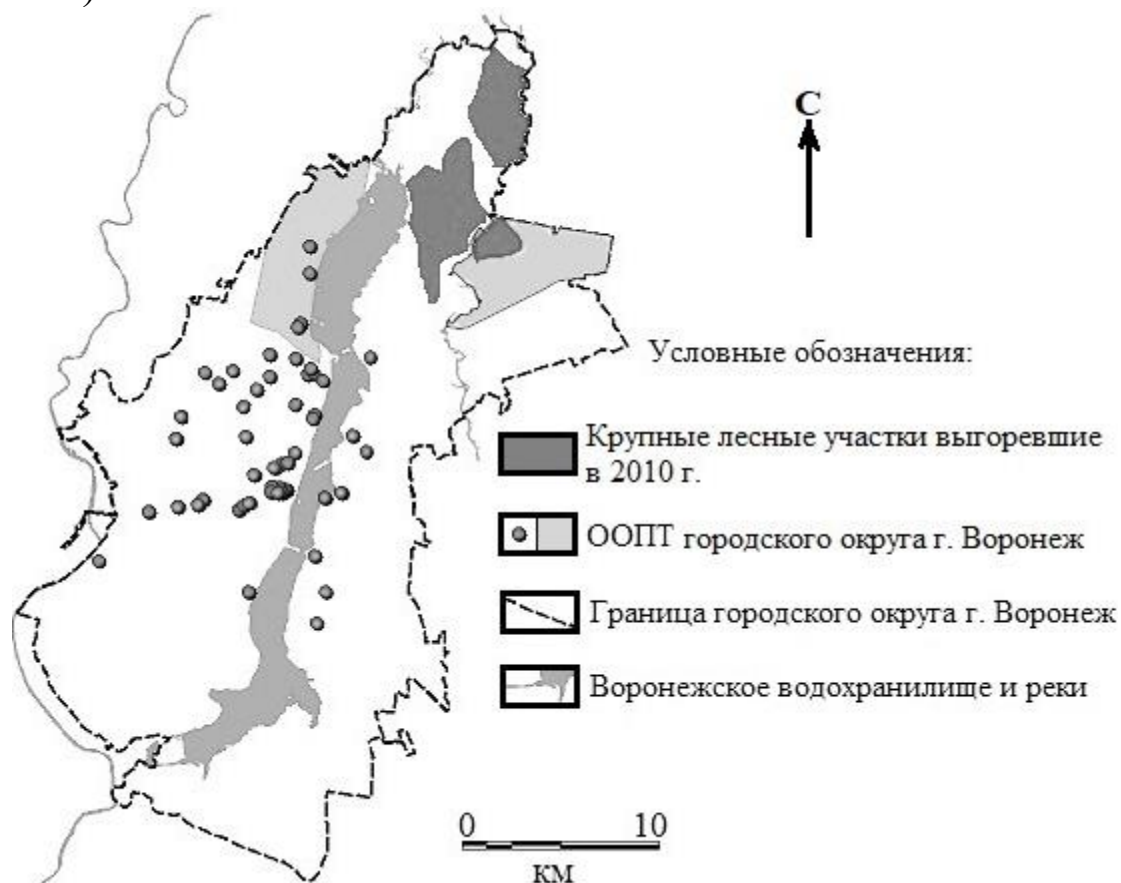 )
С
Условные обозначения:
Крупные лесные участки выгоревшие
в 2010 г.
ООПТ городского округа г. Воронеж
Граница городского округа г. Воронеж
Воронежское водохранилище и реки
0 10
км